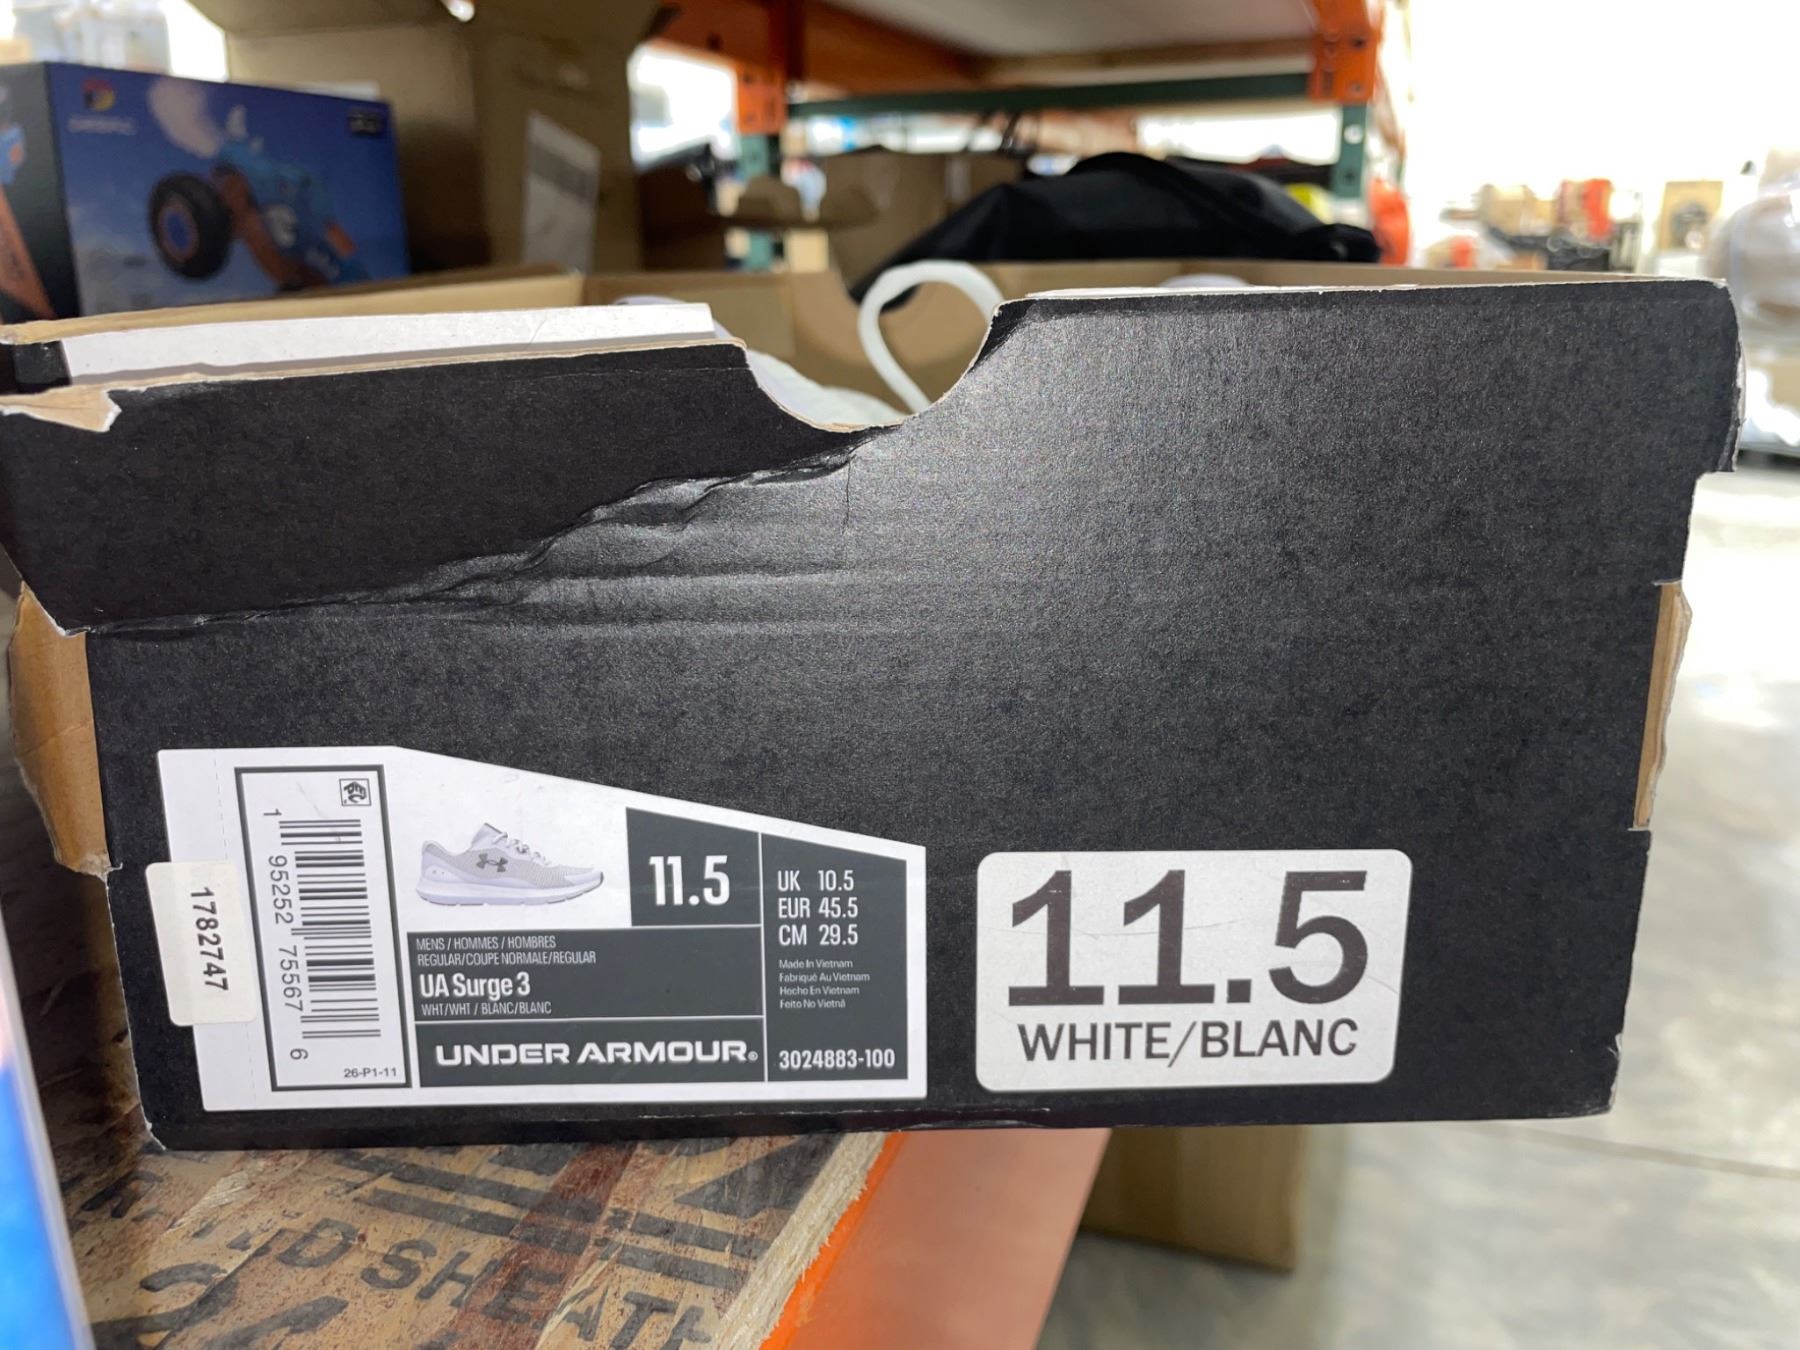 1782747
1 95252 75567 6
26-P1-11
11.5
UK 10.5
EUR 45.5
CM 29.5
MENS / HOMMES / HOMBRES
REGULAR/COUPE NORMALE/REGULAR
UA Surge 3
WHT/WHT / BLANC/BLANC
Made In Vietnam
Fabriqué Au Vietnam
Hecho En Vietnam
Feito No Vietnã
UNDER ARMOUR®
3024883-100
11.5
WHITE/BLANC